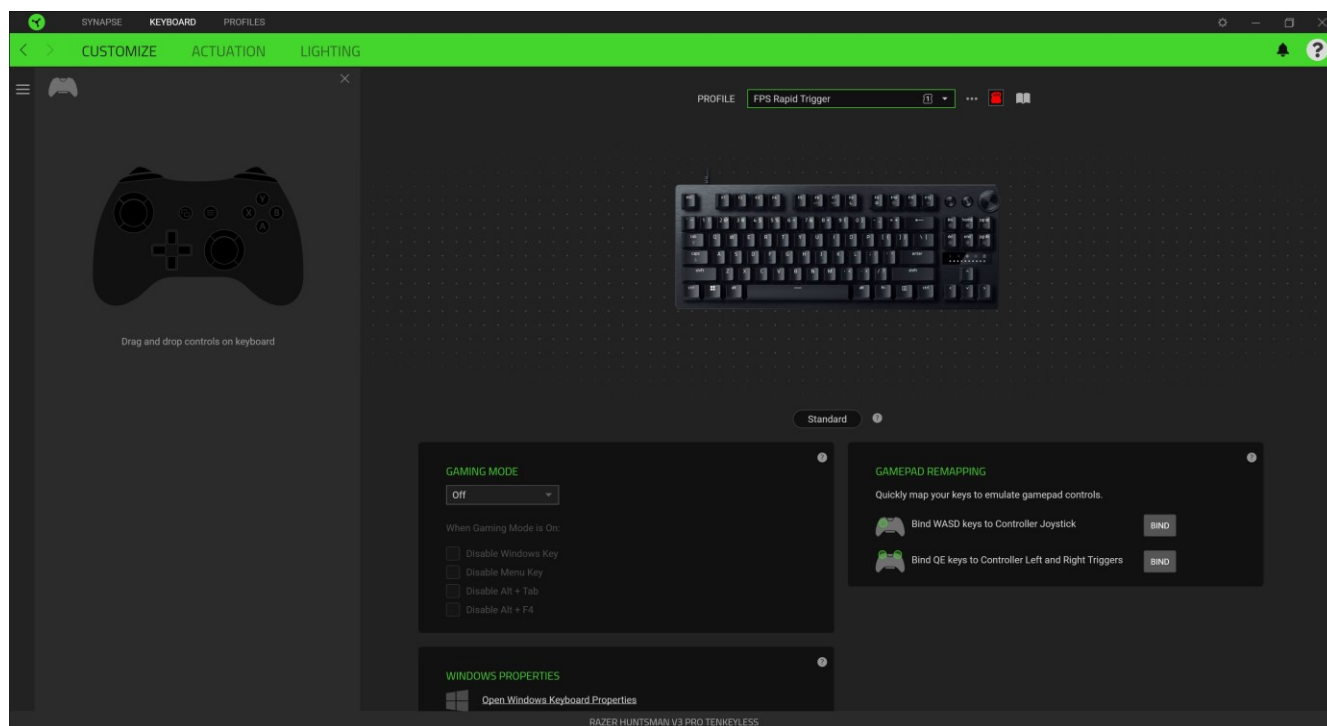 SYNAPSE KEYBOARD PROFILES
CUSTOMIZE ACTUATION LIGHTING
?
PROFILE FPS Rapid Trigger 1
Y
X B
A
Drag and drop controls on keyboard
Standard ?
GAMING MODE ?
Off
When Gaming Mode is On:
Disable Windows Key
Disable Menu Key
Disable Alt + Tab
Disable Alt + F4
GAMEPAD REMAPPING ?
Quickly map your keys to emulate gamepad controls.
Bind WASD keys to Controller Joystick BIND
Bind QE keys to Controller Left and Right Triggers BIND
WINDOWS PROPERTIES ?
Open Windows Keyboard Properties
RAZER HUNTSMAN V3 PRO TENKEYLESS